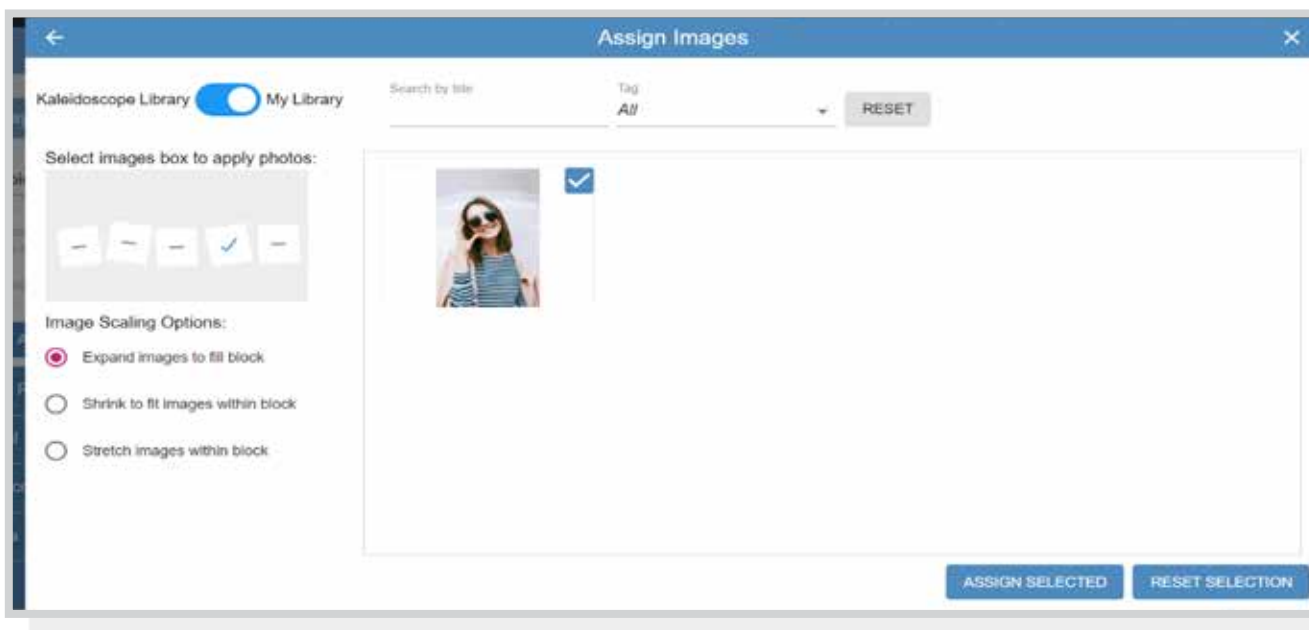 Assign Images
Kaleidoscope Library My Library
Search by title
Tag
All
RESET
Select images box to apply photos:
Image Scaling Options:
Expand images to fill block
Shrink to fit images within block
Stretch images within block
ASSIGN SELECTED
RESET SELECTION